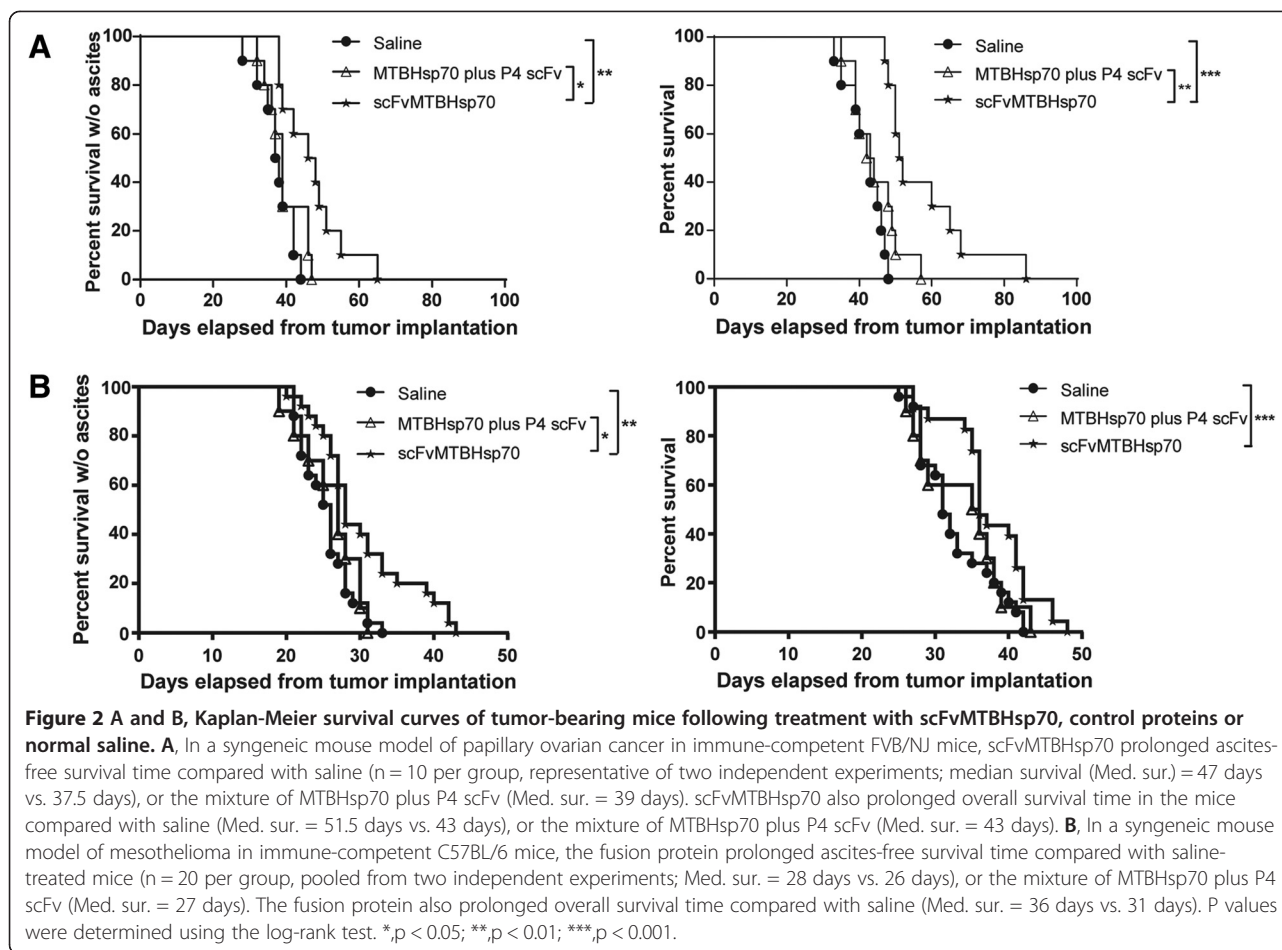 A
Percent survival w/o ascites
100
80
60
40
20
0
0 20 40 60 80 100
Days elapsed from tumor implantation
Saline
MTBHsp70 plus P4 scFv
scFvMTBHsp70
*
**
Percent survival
100
80
60
40
20
0
0 20 40 60 80 100
Days elapsed from tumor implantation
Saline
MTBHsp70 plus P4 scFv
scFvMTBHsp70
**
***
B
Percent survival w/o ascites
100
80
60
40
20
0
0 10 20 30 40 50
Days elapsed from tumor implantation
Saline
MTBHsp70 plus P4 scFv
scFvMTBHsp70
*
**
Percent survival
100
80
60
40
20
0
0 10 20 30 40 50
Days elapsed from tumor implantation
Saline
MTBHsp70 plus P4 scFv
scFvMTBHsp70
***
Figure 2 A and B, Kaplan-Meier survival curves of tumor-bearing mice following treatment with scFvMTBHsp70, control proteins or
normal saline. A, In a syngeneic mouse model of papillary ovarian cancer in immune-competent FVB/NJ mice, scFvMTBHsp70 prolonged ascites-
free survival time compared with saline (n = 10 per group, representative of two independent experiments; median survival (Med. sur.) = 47 days
vs. 37.5 days), or the mixture of MTBHsp70 plus P4 scFv (Med. sur. = 39 days). scFvMTBHsp70 also prolonged overall survival time in the mice
compared with saline (Med. sur. = 51.5 days vs. 43 days), or the mixture of MTBHsp70 plus P4 scFv (Med. sur. = 43 days). B, In a syngeneic mouse
model of mesothelioma in immune-competent C57BL/6 mice, the fusion protein prolonged ascites-free survival time compared with saline-
treated mice (n = 20 per group, pooled from two independent experiments; Med. sur. = 28 days vs. 26 days), or the mixture of MTBHsp70 plus P4
scFv (Med. sur. = 27 days). The fusion protein also prolonged overall survival time compared with saline (Med. sur. = 36 days vs. 31 days). P values
were determined using the log-rank test. *,p < 0.05; **,p < 0.01; ***,p < 0.001.